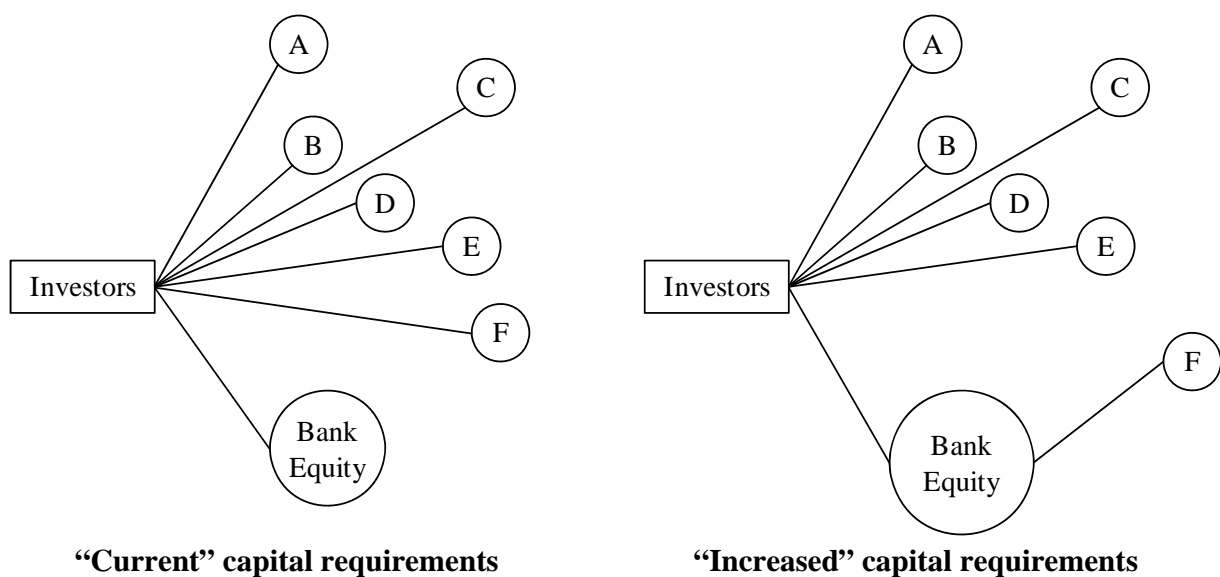 A
C
B
D
E
Investors
F
Bank
Equity
“Current” capital requirements
A
C
B
D
E
Investors
F
Bank
Equity
“Increased” capital requirements